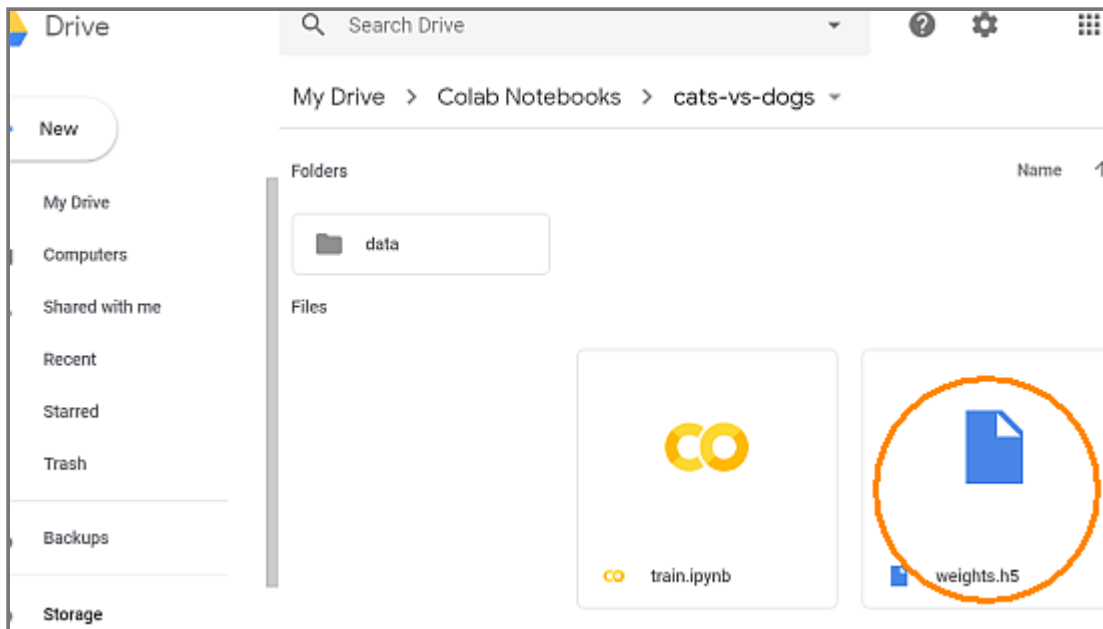 Drive
Search Drive
My Drive > Colab Notebooks > cats-vs-dogs
New
My Drive
Computers
Shared with me
Recent
Starred
Trash
Backups
Storage
Folders
Name
data
Files
train.ipynb
weights.h5